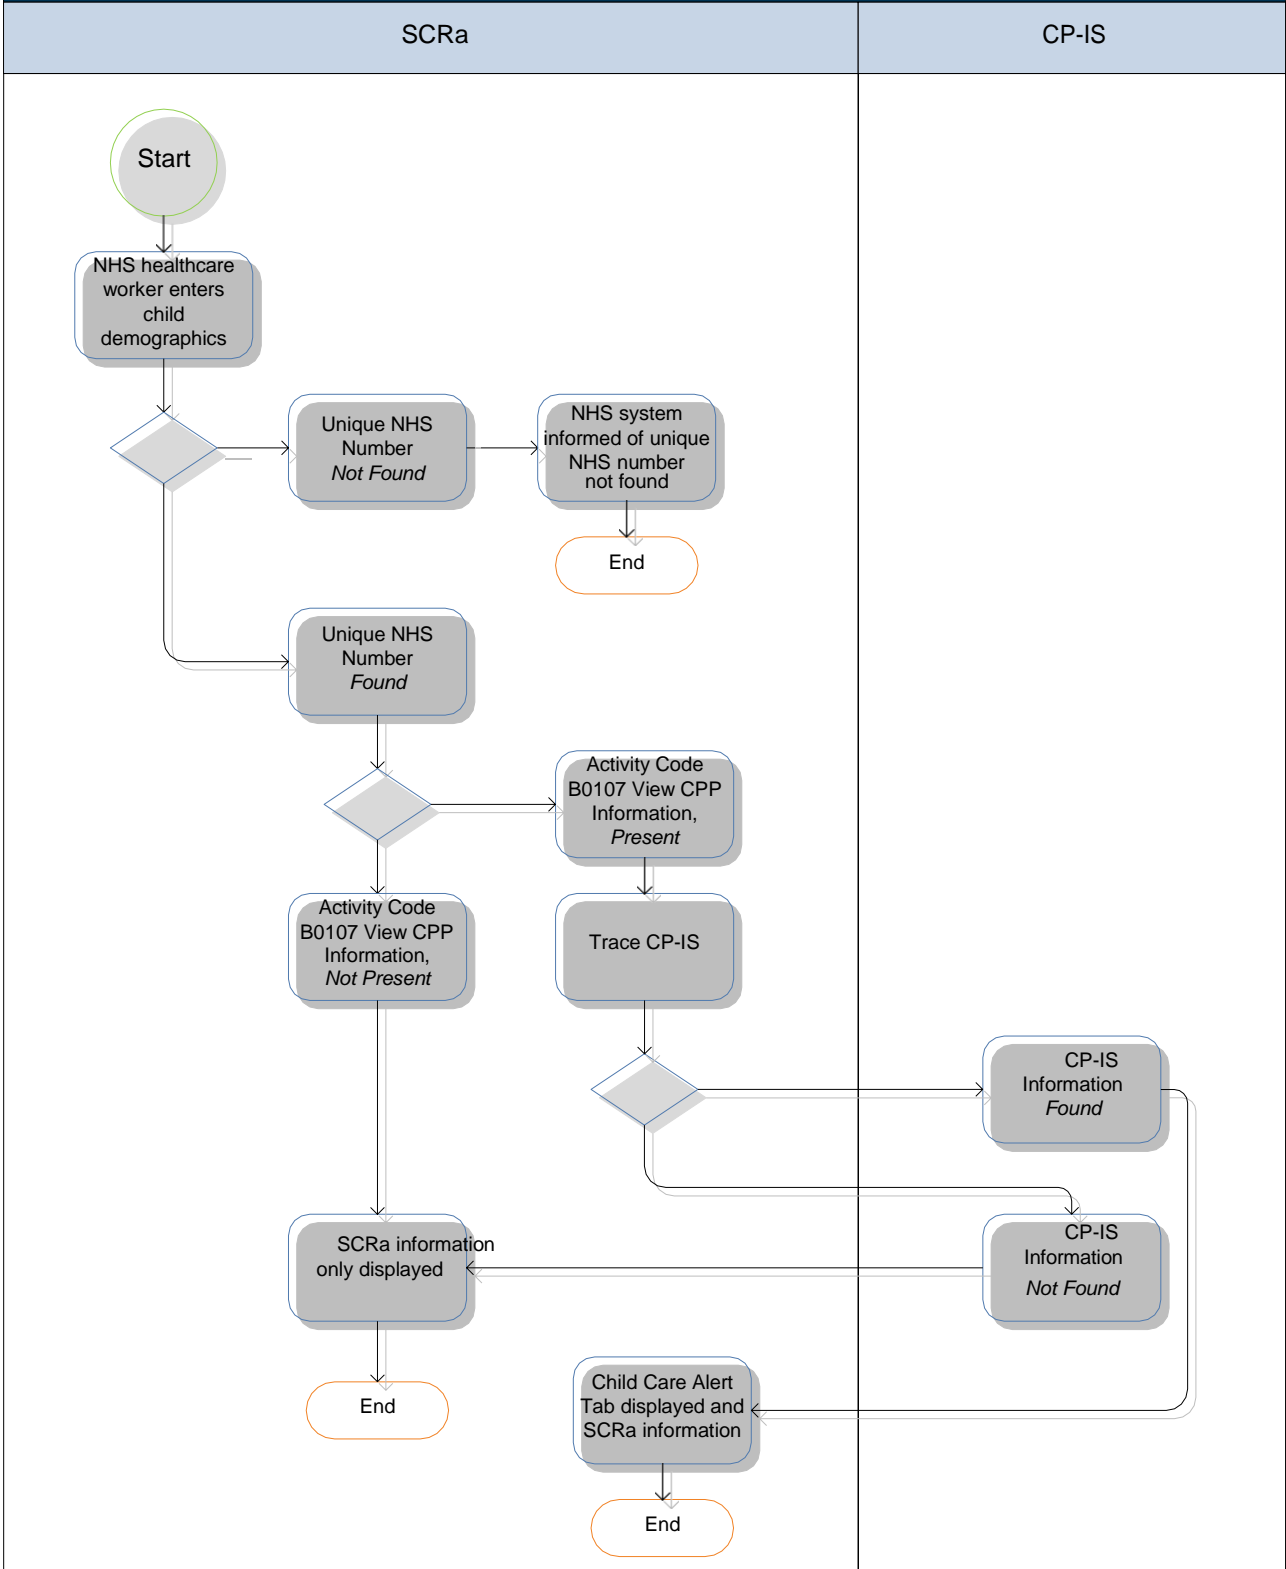 SCRa
CP-IS
Start
NHS healthcare
worker enters
child
demographics
Unique NHS
Number
Not Found
NHS system
informed of unique
NHS number
not found
End
Unique NHS
Number
Found
Activity Code
B0107 View CPP
Information,
Present
Activity Code
B0107 View CPP
Information,
Not Present
Trace CP-IS
CP-IS
Information
Found
SCRa information
only displayed
CP-IS
Information
Not Found
End
Child Care Alert
Tab displayed and
SCRa information
End